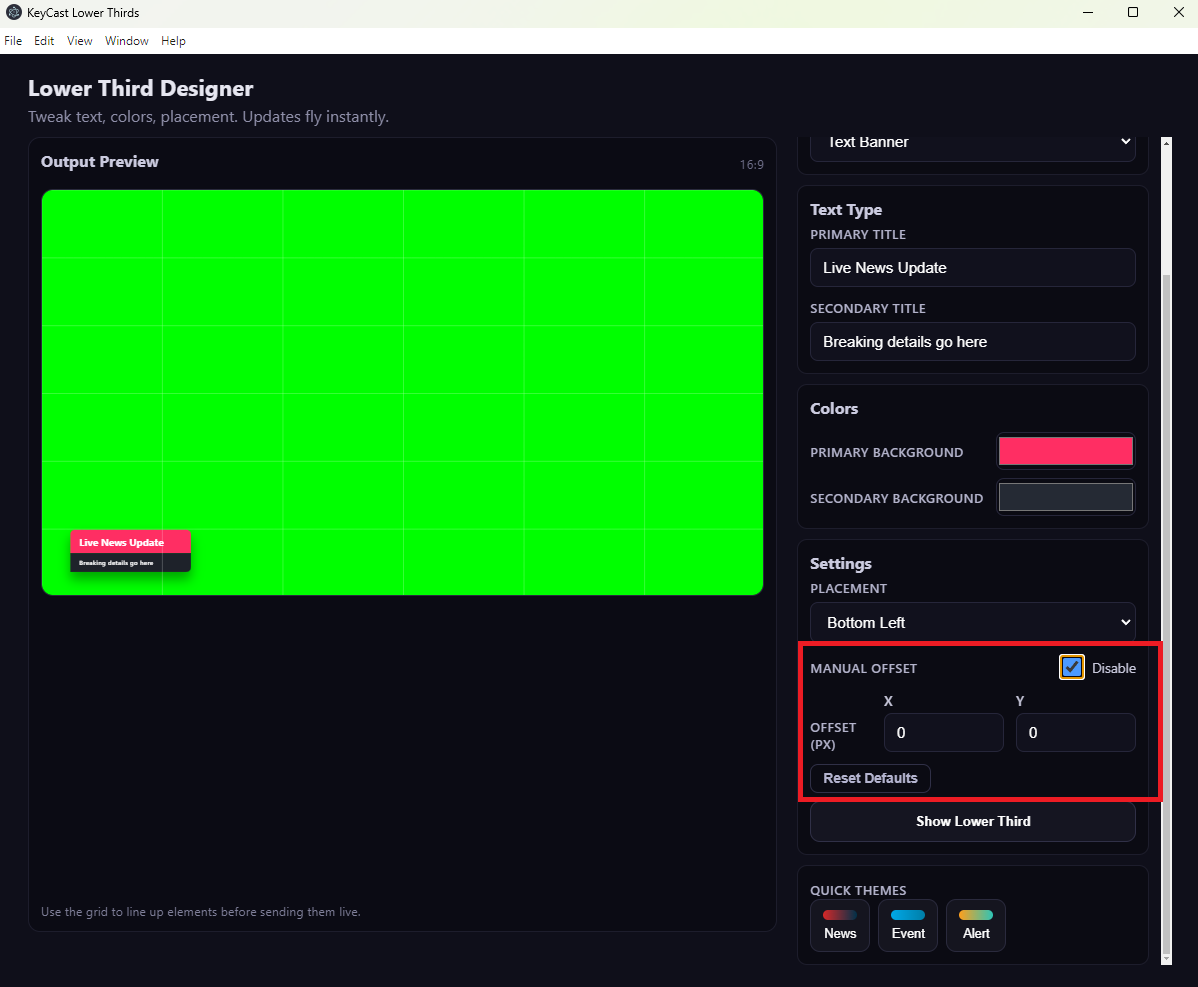 KeyCast Lower Thirds
File Edit View Window Help
Lower Third Designer
Tweak text, colors, placement. Updates fly instantly.
Output Preview
16:9
Live News Update
Breaking details go here
Use the grid to line up elements before sending them live.
Text Banner
Text Type
PRIMARY TITLE
Live News Update
SECONDARY TITLE
Breaking details go here
Colors
PRIMARY BACKGROUND
SECONDARY BACKGROUND
Settings
PLACEMENT
Bottom Left
MANUAL OFFSET Disable
X Y
OFFSET
(PX)
0 0
Reset Defaults
Show Lower Third
QUICK THEMES
News Event Alert